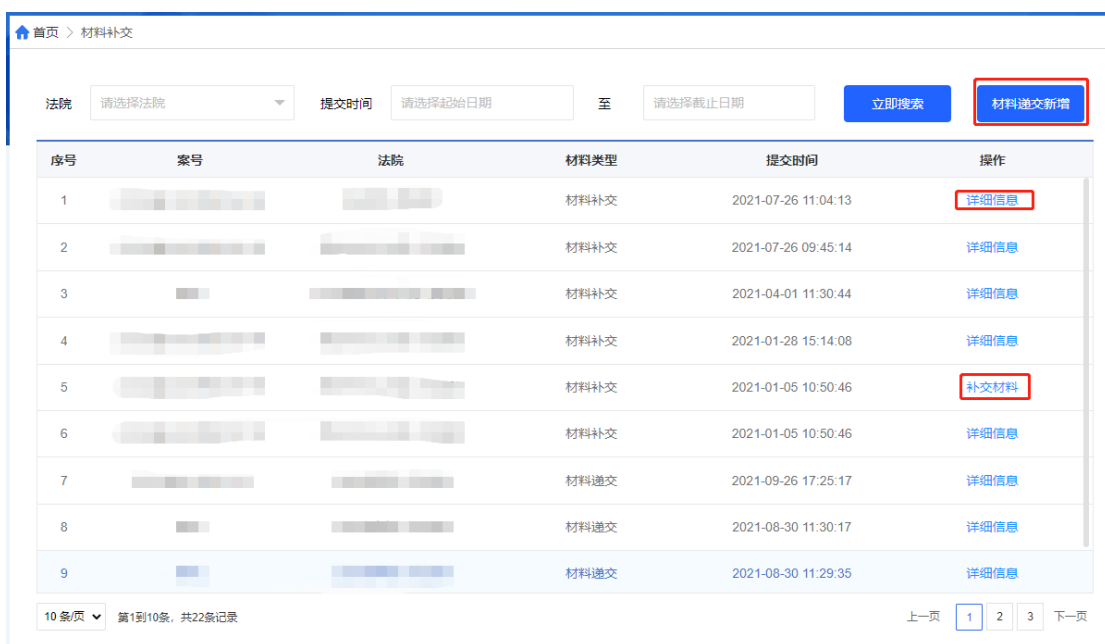 首页 > 材料补交
法院 请选择法院 提交时间 请选择起始日期 至 请选择截止日期 立即搜索 材料递交新增
序号 案号 法院 材料类型 提交时间 操作
1 材料补交 2021-07-26 11:04:13 详细信息
2 材料补交 2021-07-26 09:45:14 详细信息
3 材料补交 2021-04-01 11:30:44 详细信息
4 材料补交 2021-01-28 15:14:08 详细信息
5 材料补交 2021-01-05 10:50:46 补交材料
6 材料补交 2021-01-05 10:50:46 详细信息
7 材料递交 2021-09-26 17:25:17 详细信息
8 材料递交 2021-08-30 11:30:17 详细信息
9 材料递交 2021-08-30 11:29:35 详细信息
10 条/页 第1到10条，共22条记录 上一页 1 2 3 下一页